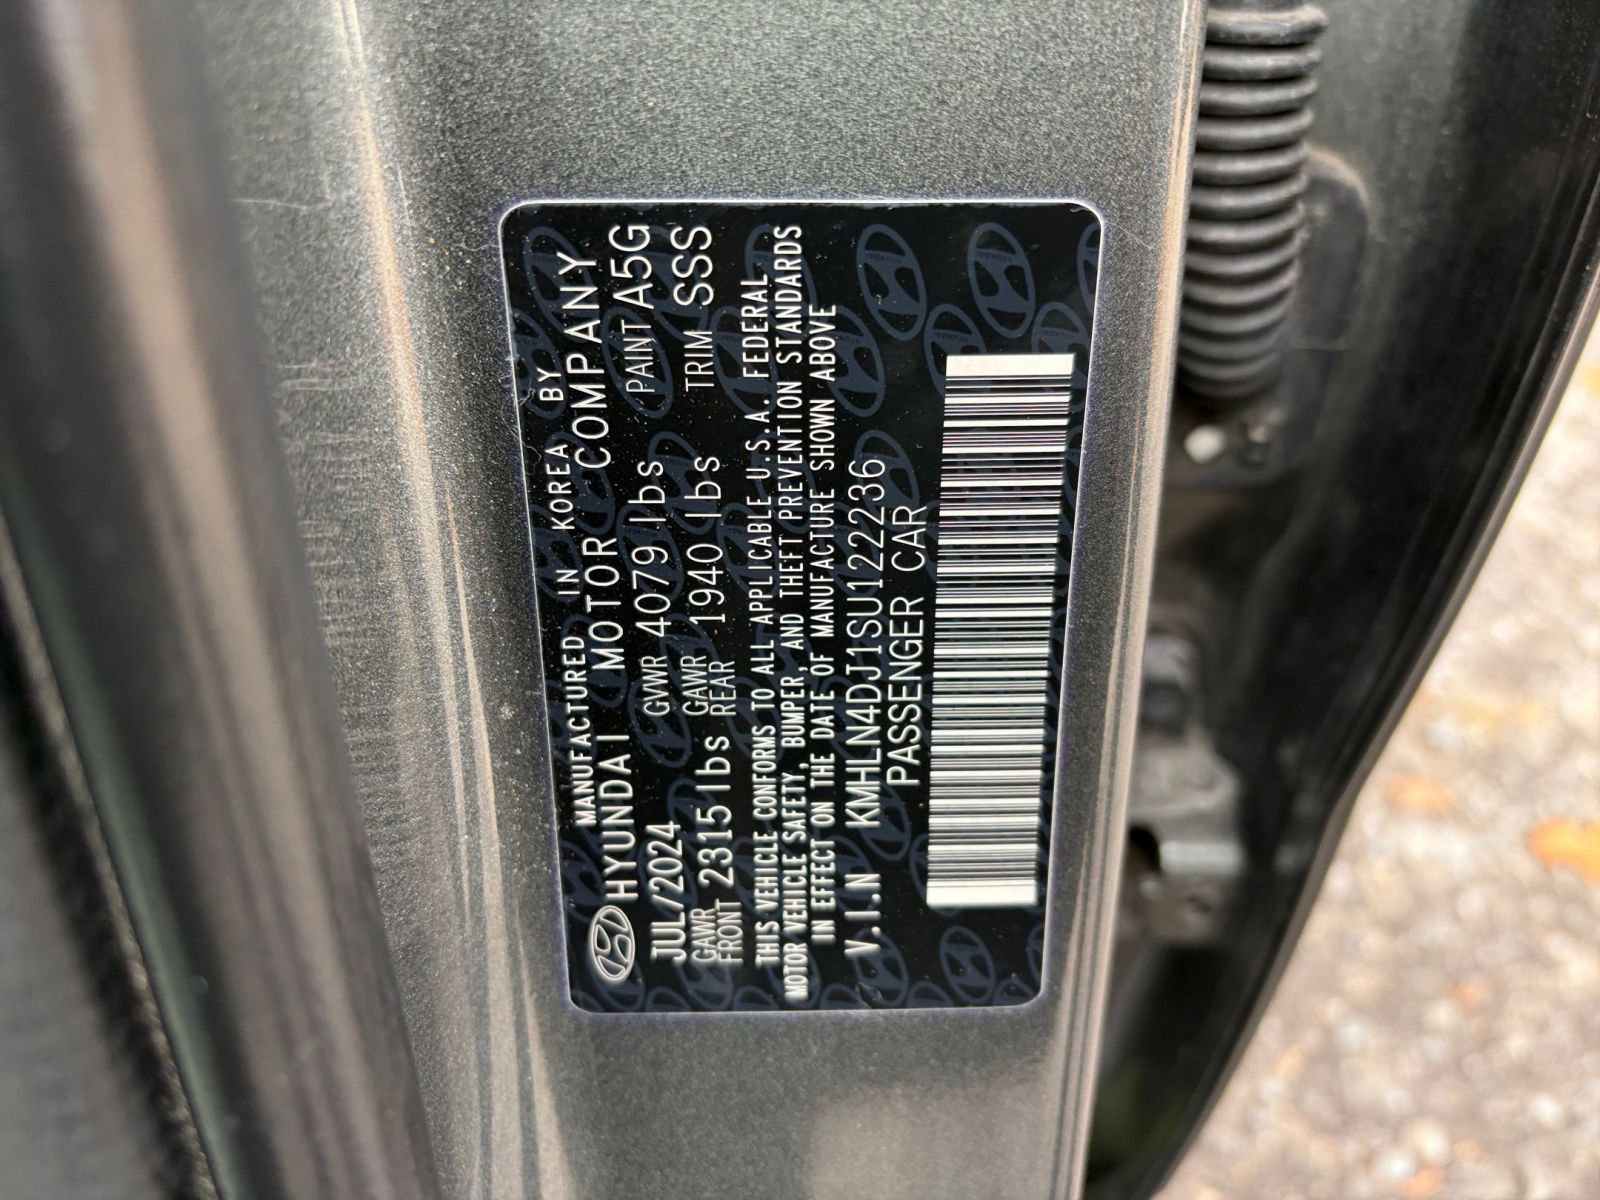 MANUFACTURED IN KOREA BY
HYUNDAI MOTOR COMPANY
JUL/2024 GVWR 4079 lbs PAINT A5G
GAWR FRONT 2315 lbs GAWR REAR 1940 lbs TRIM SSS
THIS VEHICLE CONFORMS TO ALL APPLICABLE U.S.A. FEDERAL
MOTOR VEHICLE SAFETY, BUMPER, AND THEFT PREVENTION STANDARDS
IN EFFECT ON THE DATE OF MANUFACTURE SHOWN ABOVE
V.I.N KMHLN4DJ1SU122236
PASSENGER CAR